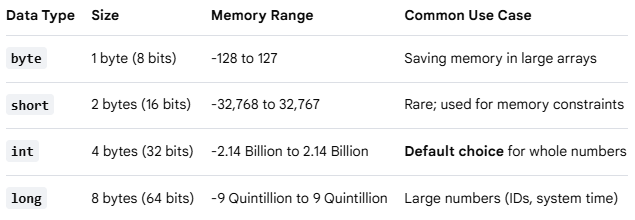 Data Type Size Memory Range Common Use Case
byte 1 byte (8 bits) -128 to 127 Saving memory in large arrays
short 2 bytes (16 bits) -32,768 to 32,767 Rare; used for memory constraints
int 4 bytes (32 bits) -2.14 Billion to 2.14 Billion Default choice for whole numbers
long 8 bytes (64 bits) -9 Quintillion to 9 Quintillion Large numbers (IDs, system time)